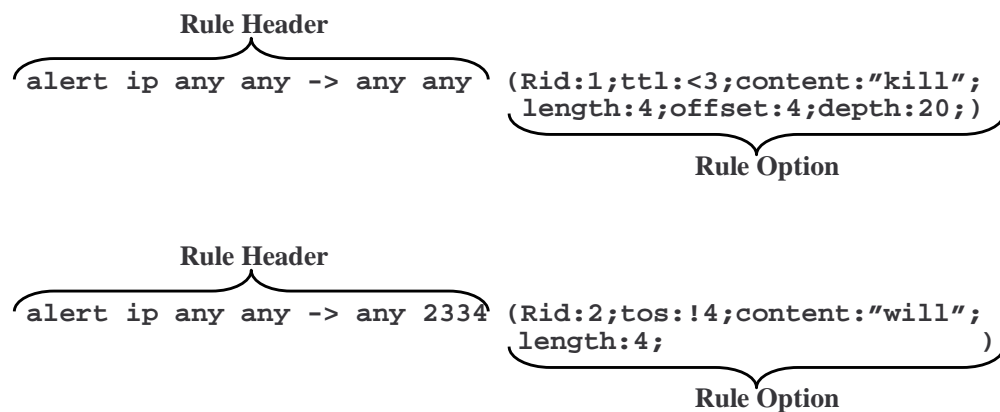 Rule Header
alert ip any any -> any any (Rid:1;ttl:<3;content:”kill”;
length:4;offset:4;depth:20;)
Rule Option
Rule Header
alert ip any any -> any 2334 (Rid:2;tos:!4;content:”will”;
length:4; )
Rule Option